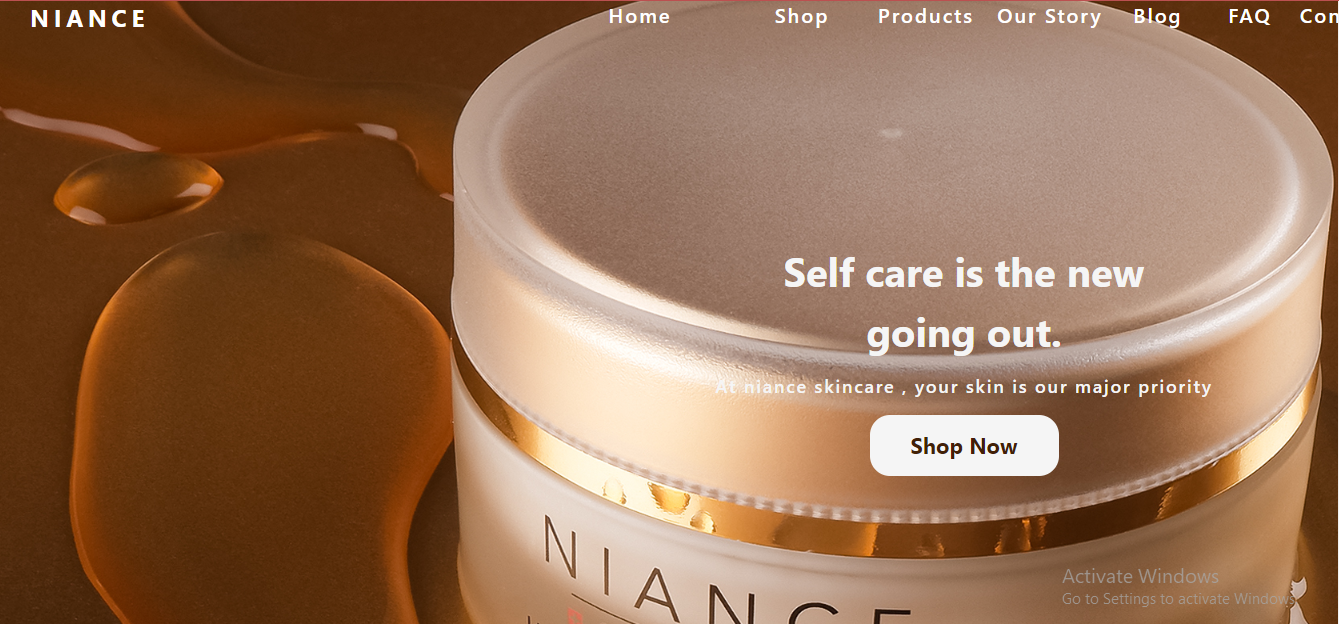 NIANCE
Home Shop Products Our Story Blog FAQ Con
Self care is the new
going out.
At niance skincare , your skin is our major priority
Shop Now
NIANCE
Activate Windows
Go to Settings to activate Windows.